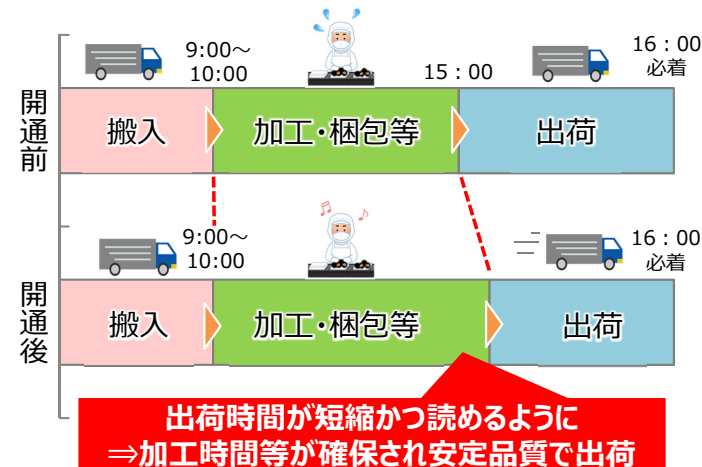 9:00～
10:00
15：00
16：00
必着
開通前
搬入
加工・梱包等
出荷
9:00～
10:00
16：00
必着
開通後
搬入
加工・梱包等
出荷
出荷時間が短縮かつ読めるように
⇒加工時間等が確保され安定品質で出荷